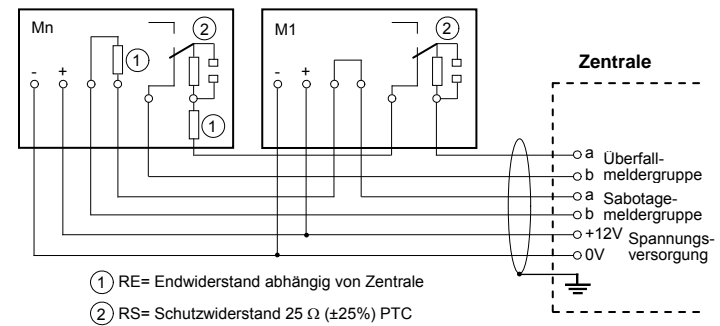 Mn
2
1
- +
1
M1
2
- +
Zentrale
a Überfall-
b meldergruppe
a Sabotage-
b meldergruppe
+12V Spannungs-
0V versorgung
1 RE= Endwiderstand abhängig von Zentrale
2 RS= Schutzwiderstand 25 Ω (±25%) PTC